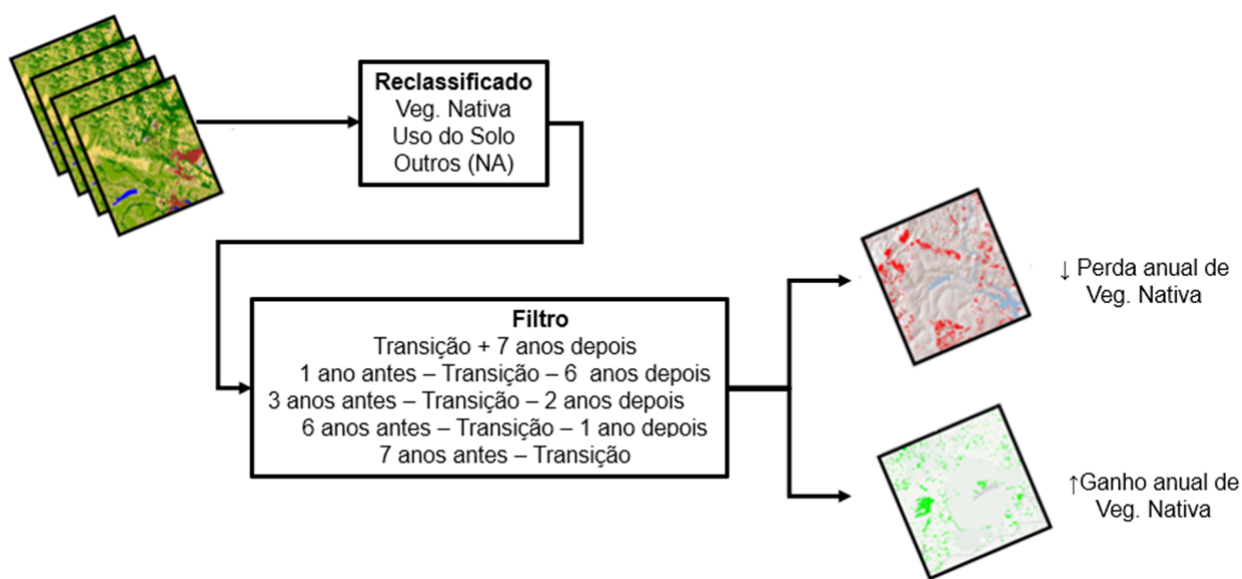 Reclassificado
Veg. Nativa
Uso do Solo
Outros (NA)
Filtro
Transição + 7 anos depois
1 ano antes – Transição – 6 anos depois
3 anos antes – Transição – 2 anos depois
6 anos antes – Transição – 1 ano depois
7 anos antes – Transição
↓ Perda anual de
Veg. Nativa
↑Ganho anual de
Veg. Nativa